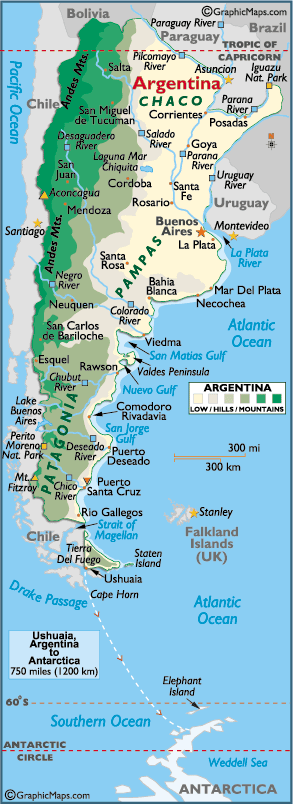 ©GraphicMaps.com
Bolivia
Paraguay
River
Brazil
Paraguay
TROPIC OF
CAPRICORN
Pilcomayo
River
Salta
Asuncion
Iguazu
Nat. Park
Pacific Ocean
Andes Mts.
Argentina
CHACO
Parana
River
Chile
San Miguel
de Tucuman
Corrientes
Posadas
Desaguadero
River
Salado
River
Goya
Parana
River
San
Juan
Laguna Mar
Chiquita
Uruguay
River
Aconcagua
Cordoba
Santa
Fe
Mendoza
Rosario
Uruguay
Santiago
Andes Mts.
Buenos
Aires
Montevideo
La Plata
La Plata
River
PAMPAS
Santa
Rosa
Negro
River
Bahia
Blanca
Mar Del Plata
Neuquen
Colorado
River
Necochea
San Carlos
de Bariloche
Viedma
Atlantic
Ocean
San Matias Gulf
Esquel
Rawson
Valdes Peninsula
Chubut
River
Nuevo Gulf
ARGENTINA
LOW / HILLS / MOUNTAINS
Lake
Buenos
Aires
PATAGONIA
Comodoro
Rivadavia
San Jorge
Gulf
Perito
Moreno
Nat. Park
Deseado
River
Puerto
Deseado
300 mi
300 km
Mt.
Fitzroy
Chico
River
Puerto
Santa Cruz
Rio Gallegos
Stanley
Chile
Strait of
Magellan
Falkland
Islands
(UK)
Tierra
Del Fuego
Staten
Island
Ushuaia
Cape Horn
Drake Passage
Atlantic
Ocean
Ushuaia,
Argentina
to
Antarctica
750 miles (1200 km)
Elephant
Island
60°S
Southern Ocean
Weddell Sea
ANTARCTIC
CIRCLE
ANTARCTICA
©GraphicMaps.com